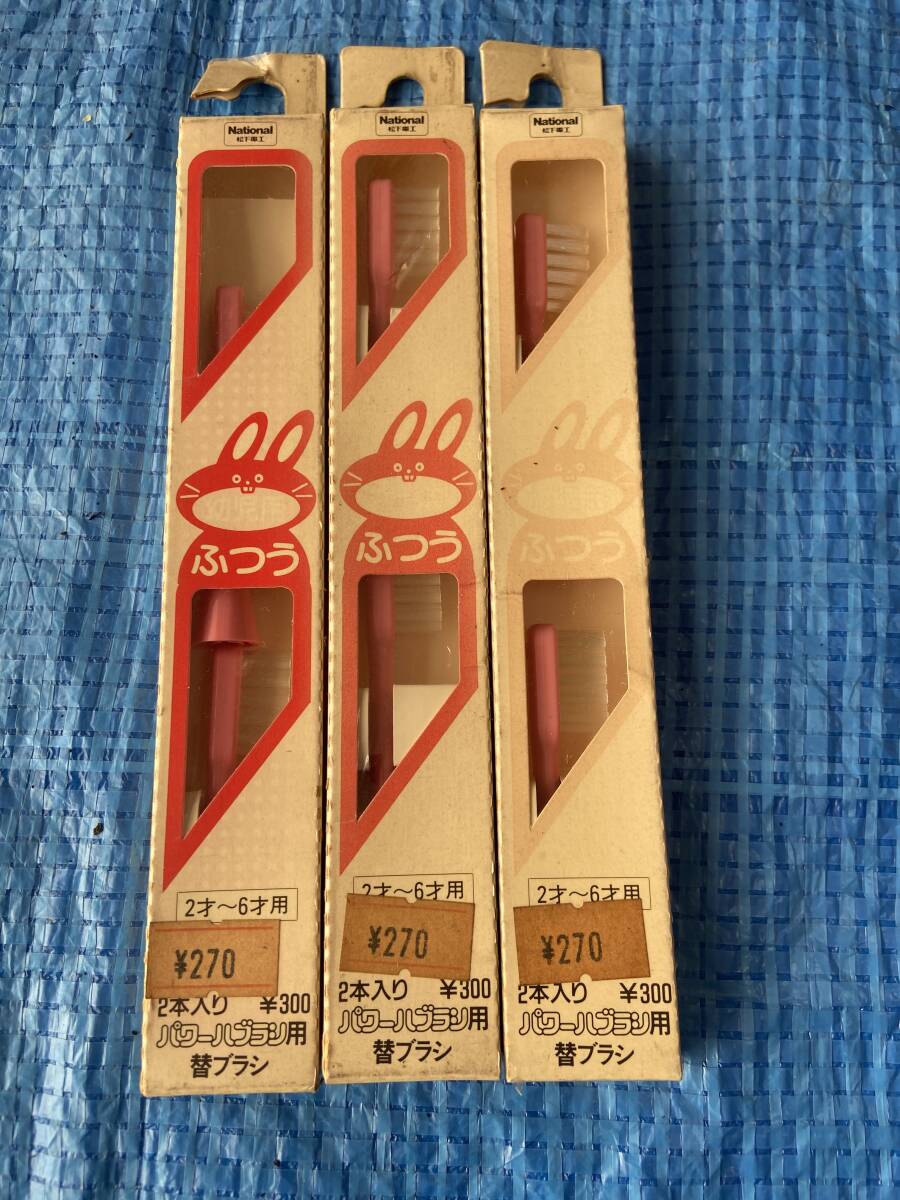 National
松下電工
ふつう
2才～6才用
¥270
2本入り ¥300
パワーハブラシ用
替ブラシ
National
松下電工
ふつう
2才～6才用
¥270
2本入り ¥300
パワーハブラシ用
替ブラシ
National
松下電工
ふつう
2才～6才用
¥270
2本入り ¥300
パワーハブラシ用
替ブラシ